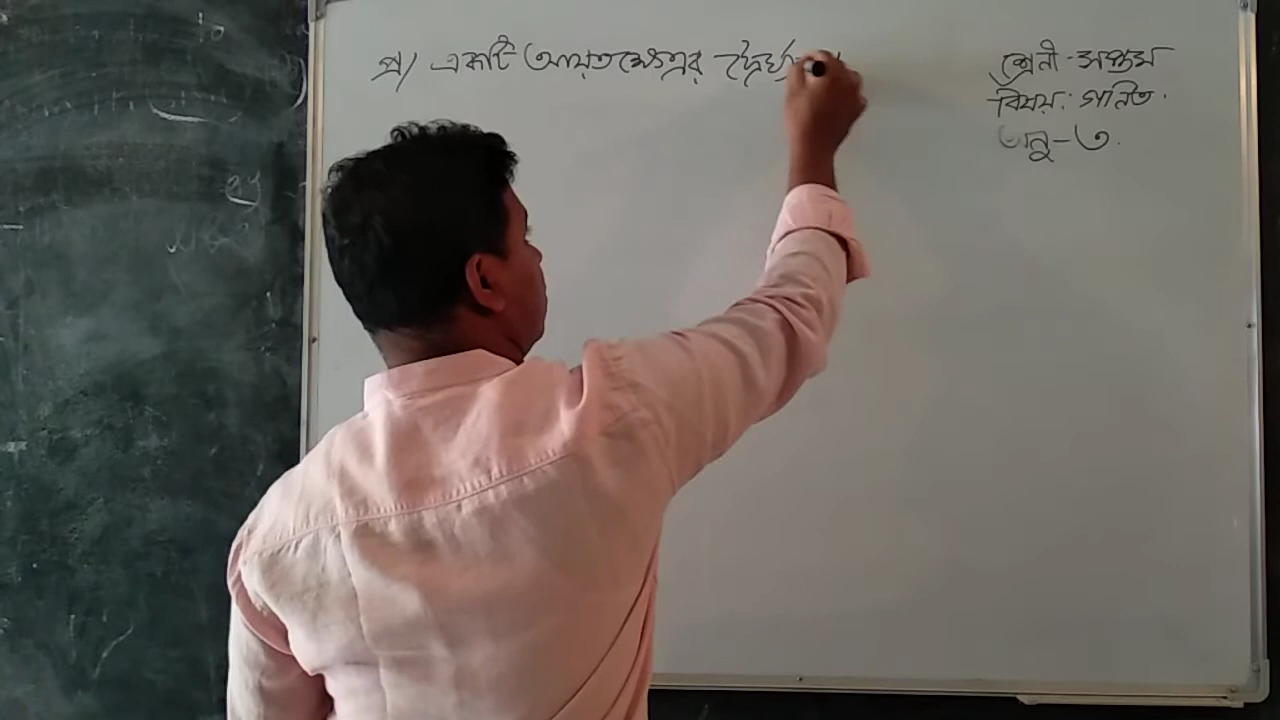 প্র/ একটি আয়তক্ষেত্রের দৈর্ঘ্য
শ্রেনী - সপ্তম
বিষয় : গনিত .
অনু - ৩ .